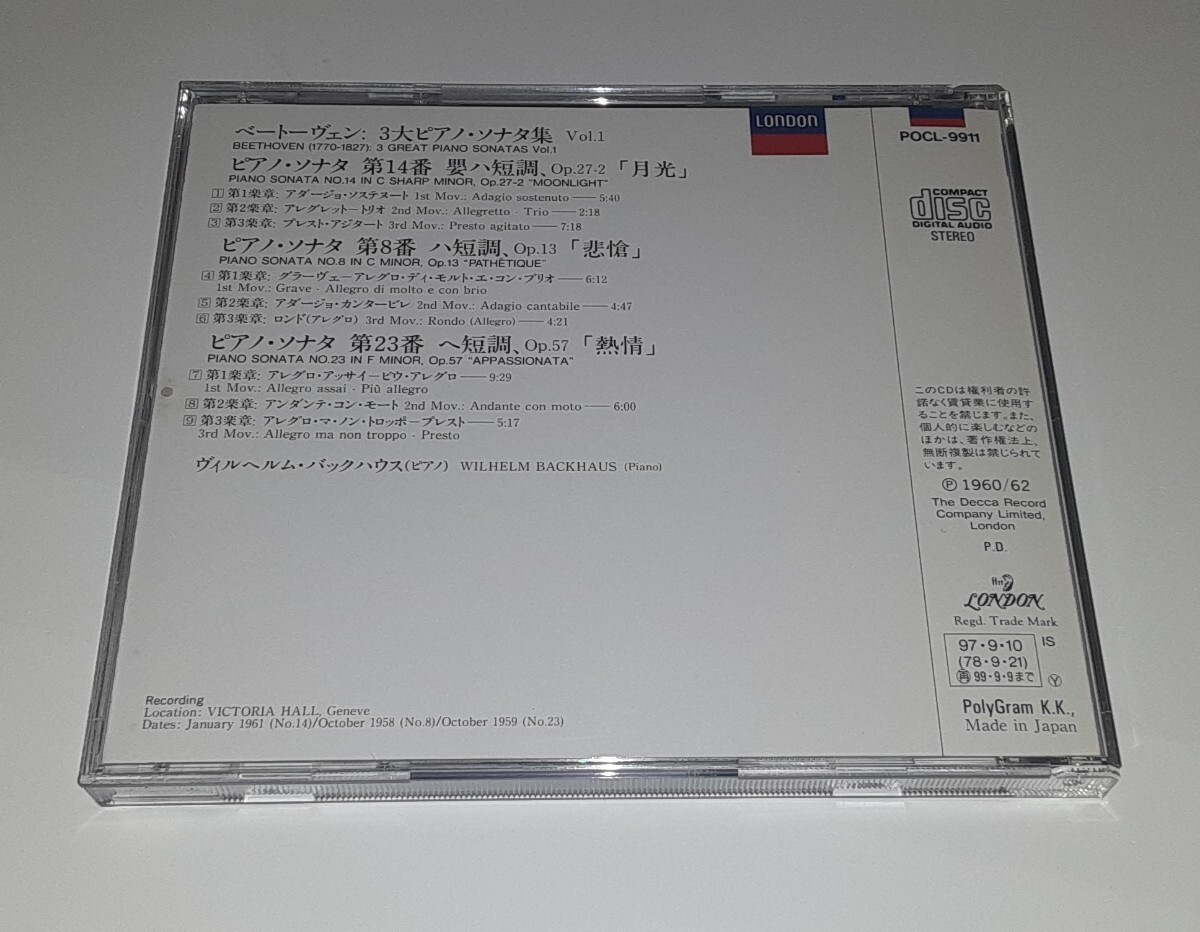 ベートーヴェン: 3大ピアノ・ソナタ集 Vol.1
BEETHOVEN (1770-1827): 3 GREAT PIANO SONATAS Vol.1
ピアノ・ソナタ 第14番 嬰ハ短調、Op.27-2「月光」
PIANO SONATA NO.14 IN C SHARP MINOR, Op.27-2 "MOONLIGHT"
1 第1楽章: アダージョ・ソステヌート 1st Mov.: Adagio sostenuto——5:40
2 第2楽章: アレグレットートリオ 2nd Mov.: Allegretto - Trio——2:18
3 第3楽章: プレスト・アジタート 3rd Mov.: Presto agitato——7:18
ピアノ・ソナタ 第8番 ハ短調、Op.13「悲愴」
PIANO SONATA NO.8 IN C MINOR, Op.13 "PATHÉTIQUE"
4 第1楽章: グラーヴェーアレグロ・ディ・モルト・エ・コン・ブリオ——6:12
1st Mov.: Grave - Allegro di molto e con brio
5 第2楽章: アダージョ・カンタービレ 2nd Mov.: Adagio cantabile——4:47
6 第3楽章: ロンド(アレグロ) 3rd Mov.: Rondo (Allegro)——4:21
ピアノ・ソナタ 第23番 ヘ短調、Op.57「熱情」
PIANO SONATA NO.23 IN F MINOR, Op.57 "APPASSIONATA"
7 第1楽章: アレグロ・アッサイーピウ・アレグロ——9:29
1st Mov.: Allegro assai - Più allegro
8 第2楽章: アンダンテ・コン・モート 2nd Mov.: Andante con moto——6:00
9 第3楽章: アレグロ・マ・ノン・トロッポープレスト——5:17
3rd Mov.: Allegro ma non troppo - Presto
ヴィルヘルム・バックハウス(ピアノ) WILHELM BACKHAUS (Piano)
Recording
Location: VICTORIA HALL, Geneve
Dates: January 1961 (No.14)/October 1958 (No.8)/October 1959 (No.23)
LONDON
POCL-9911
COMPACT
disc
DIGITAL AUDIO
STEREO
このCDは権利者の許
諾なく賃貸業に使用す
ることを禁じます。また、
個人的に楽しむなどの
ほかは、著作権法上、
無断複製は禁じられて
います。
Ⓟ 1960/62
The Decca Record
Company Limited,
London
P.D.
LONDON
Regd. Trade Mark
97・9・10 IS
(78・9・21)
再 99・9・9まで Ⓨ
PolyGram K.K.,
Made in Japan